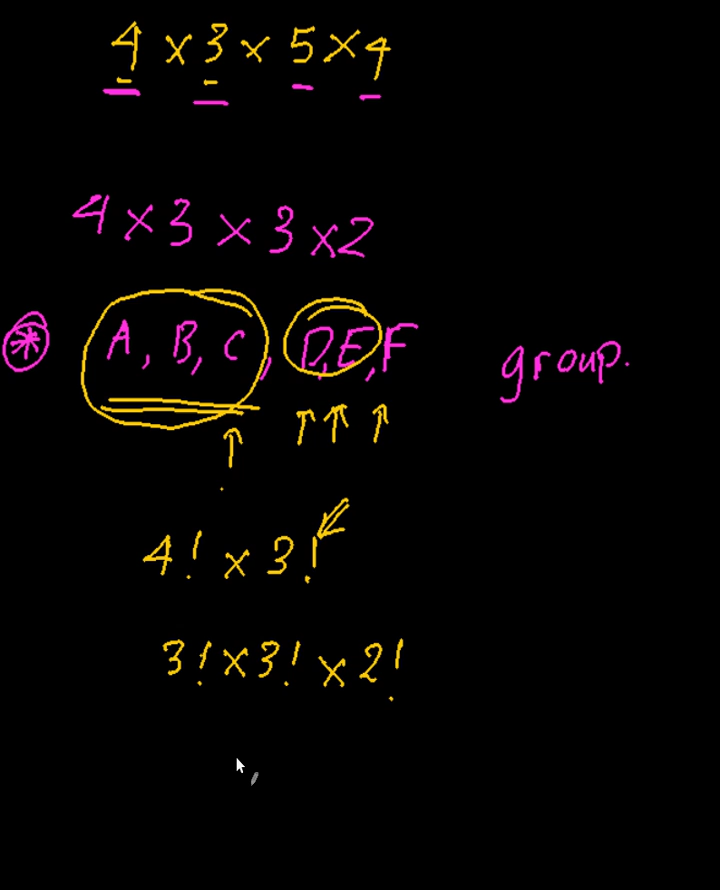 4 × 3 × 5 × 4
4 × 3 × 3 × 2
* A, B, C, D, E, F group.
4! × 3!
3! × 3! × 2!